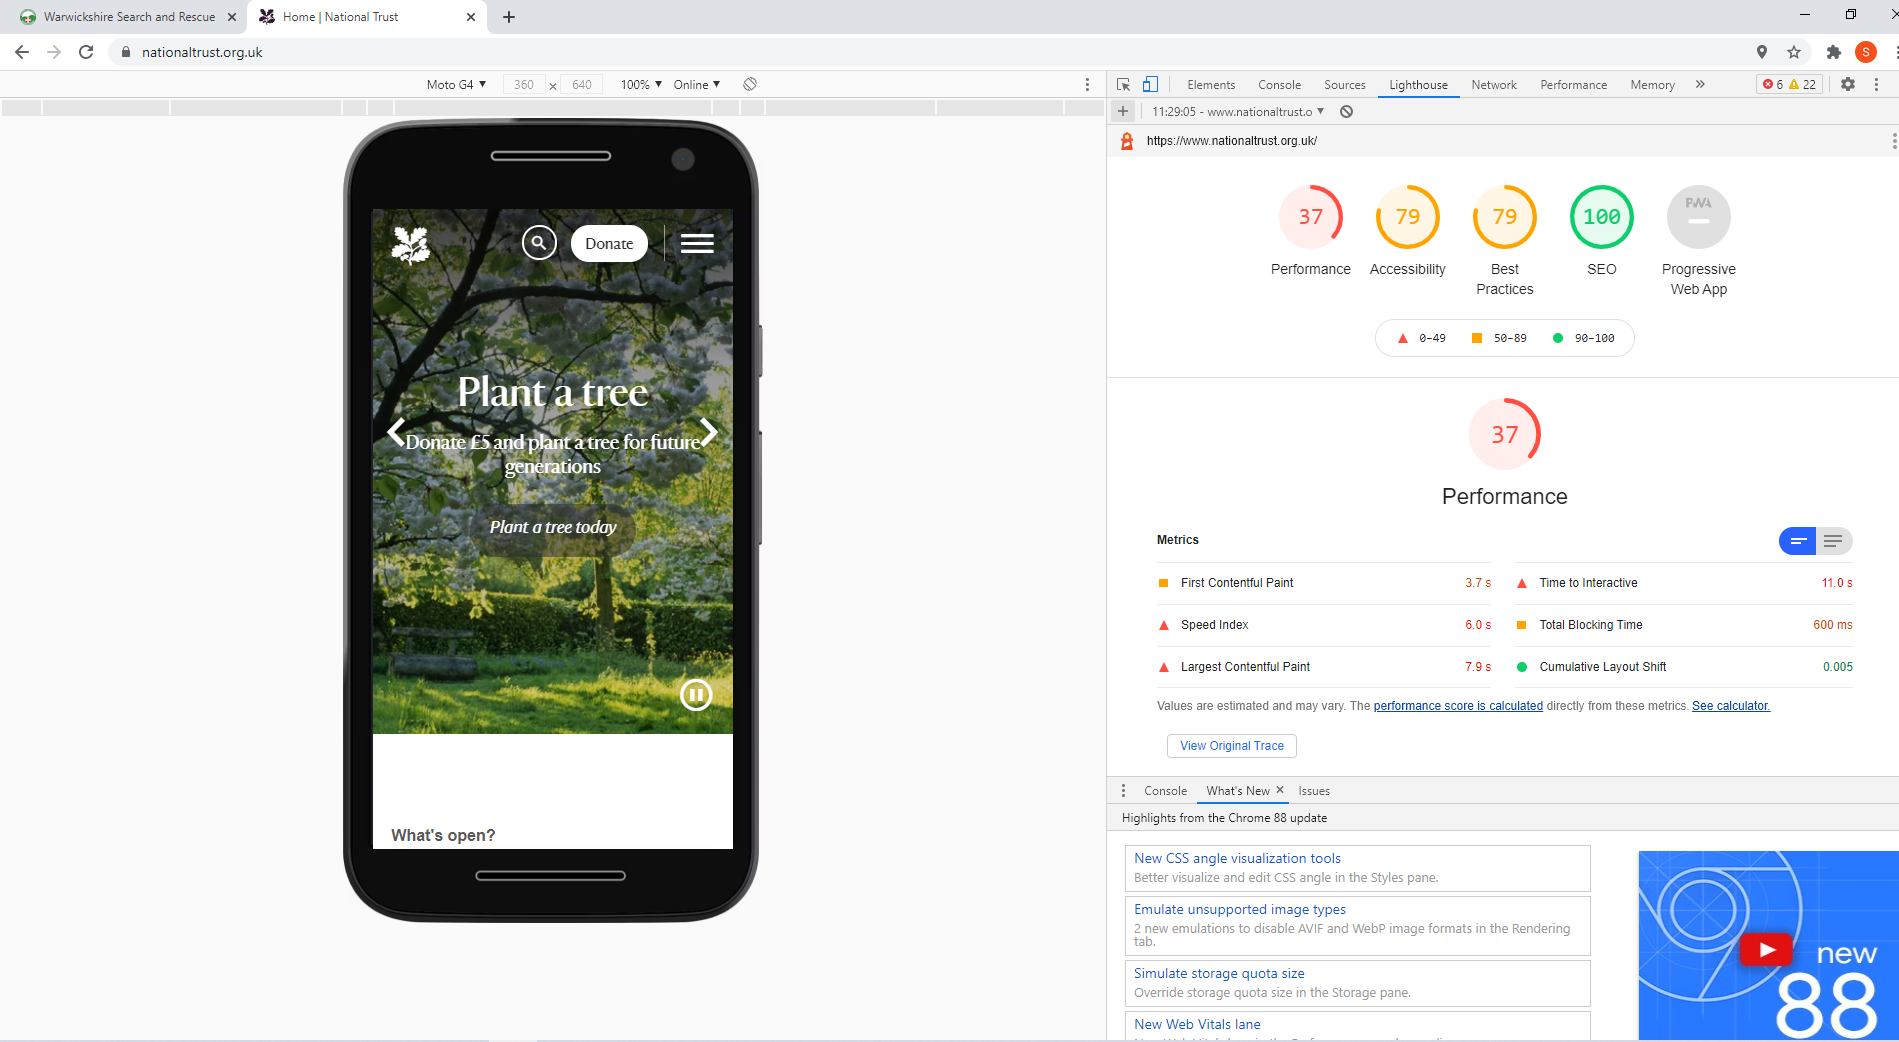 Warwickshire Search and Rescue
Home | National Trust
nationaltrust.org.uk
S
Moto G4 ▼ 360 × 640 100% ▼ Online ▼
Elements Console Sources Lighthouse Network Performance Memory » 6 22
11:29:05 - www.nationaltrust.o ▼
https://www.nationaltrust.org.uk/
37 79 79 100 PWA
Performance Accessibility Best Practices SEO Progressive Web App
0–49 50–89 90–100
37
Performance
Metrics
First Contentful Paint 3.7 s
Time to Interactive 11.0 s
Speed Index 6.0 s
Total Blocking Time 600 ms
Largest Contentful Paint 7.9 s
Cumulative Layout Shift 0.005
Values are estimated and may vary. The performance score is calculated directly from these metrics. See calculator.
View Original Trace
Console What's New Issues
Highlights from the Chrome 88 update
New CSS angle visualization tools
Better visualize and edit CSS angle in the Styles pane.
Emulate unsupported image types
2 new emulations to disable AVIF and WebP image formats in the Rendering
tab.
Simulate storage quota size
Override storage quota size in the Storage pane.
New Web Vitals lane
new
88
Donate
Plant a tree
Donate £5 and plant a tree for future
generations
Plant a tree today
What's open?